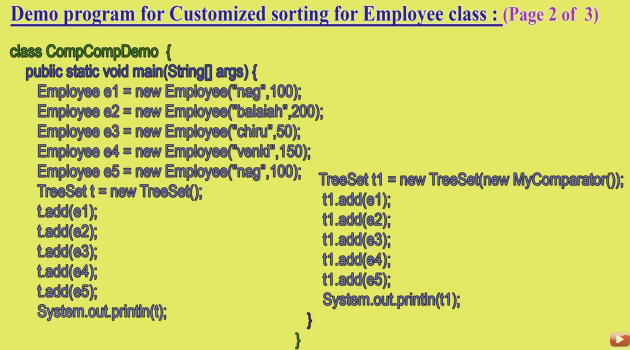 Demo program for Customized sorting for Employee class : (Page 2 of 3)
class CompCompDemo {
public static void main(String[] args) {
Employee e1 = new Employee("nag",100);
Employee e2 = new Employee("balaiah",200);
Employee e3 = new Employee("chiru",50);
Employee e4 = new Employee("venki",150);
Employee e5 = new Employee("nag",100);
TreeSet t = new TreeSet();
t.add(e1);
t.add(e2);
t.add(e3);
t.add(e4);
t.add(e5);
System.out.println(t);
TreeSet t1 = new TreeSet(new MyComparator());
t1.add(e1);
t1.add(e2);
t1.add(e3);
t1.add(e4);
t1.add(e5);
System.out.println(t1);
}
}